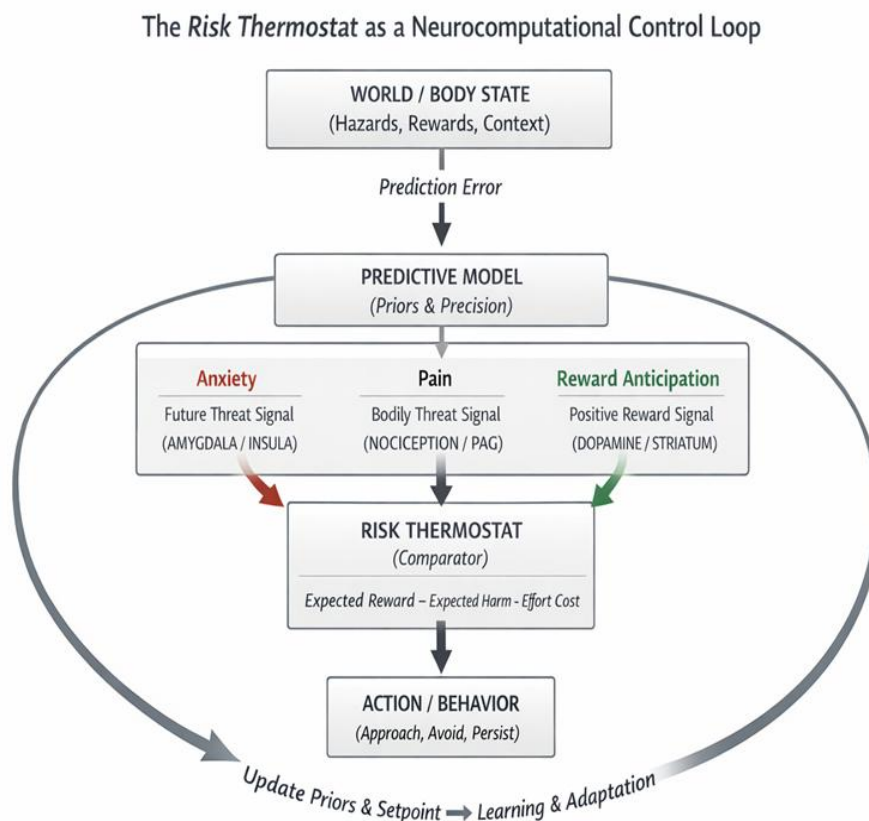 The Risk Thermostat as a Neurocomputational Control Loop
WORLD / BODY STATE
(Hazards, Rewards, Context)
Prediction Error
PREDICTIVE MODEL
(Priors & Precision)
Anxiety
Future Threat Signal
(AMYGDALA / INSULA)
Pain
Bodily Threat Signal
(NOCICEPTION / PAG)
Reward Anticipation
Positive Reward Signal
(DOPAMINE / STRIATUM)
RISK THERMOSTAT
(Comparator)
Expected Reward – Expected Harm - Effort Cost
ACTION / BEHAVIOR
(Approach, Avoid, Persist)
Update Priors & Setpoint → Learning & Adaptation